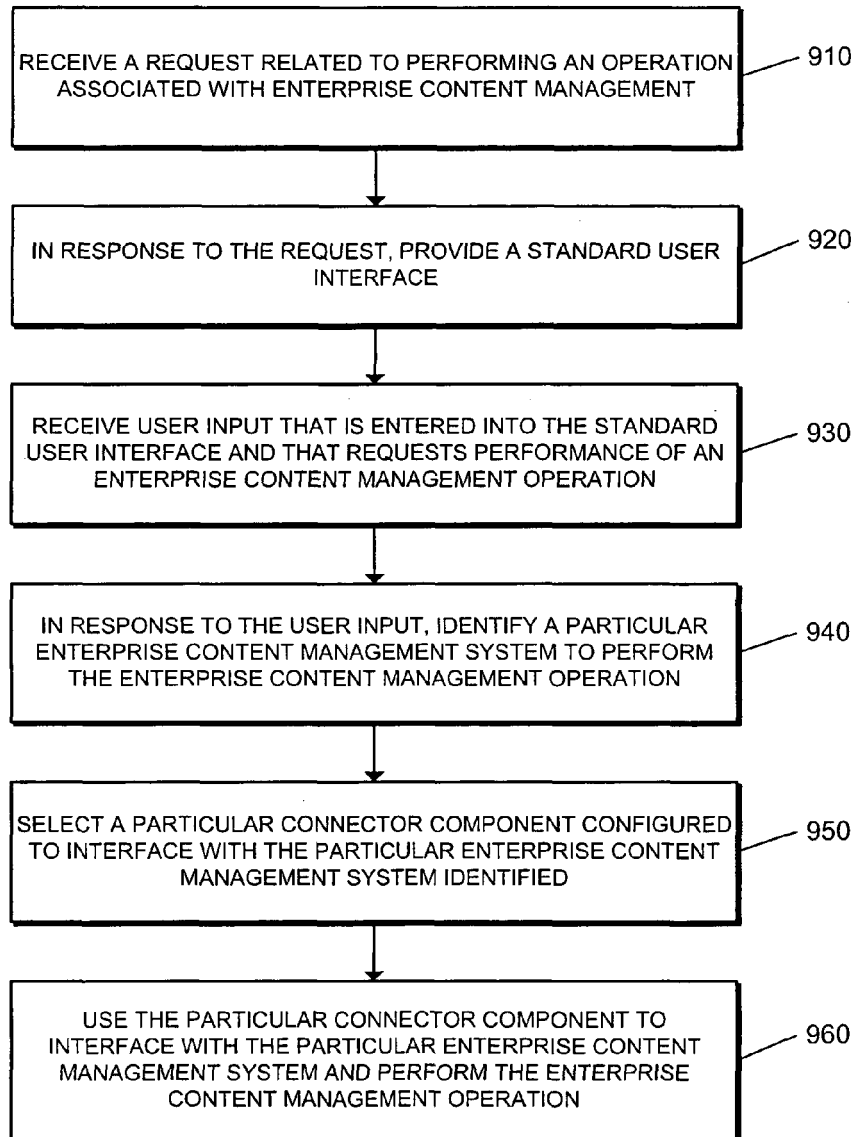 RECEIVE A REQUEST RELATED TO PERFORMING AN OPERATION
ASSOCIATED WITH ENTERPRISE CONTENT MANAGEMENT
910
IN RESPONSE TO THE REQUEST, PROVIDE A STANDARD USER
INTERFACE
920
RECEIVE USER INPUT THAT IS ENTERED INTO THE STANDARD
USER INTERFACE AND THAT REQUESTS PERFORMANCE OF AN
ENTERPRISE CONTENT MANAGEMENT OPERATION
930
IN RESPONSE TO THE USER INPUT, IDENTIFY A PARTICULAR
ENTERPRISE CONTENT MANAGEMENT SYSTEM TO PERFORM
THE ENTERPRISE CONTENT MANAGEMENT OPERATION
940
SELECT A PARTICULAR CONNECTOR COMPONENT CONFIGURED
TO INTERFACE WITH THE PARTICULAR ENTERPRISE CONTENT
MANAGEMENT SYSTEM IDENTIFIED
950
USE THE PARTICULAR CONNECTOR COMPONENT TO
INTERFACE WITH THE PARTICULAR ENTERPRISE CONTENT
MANAGEMENT SYSTEM AND PERFORM THE ENTERPRISE
CONTENT MANAGEMENT OPERATION
960